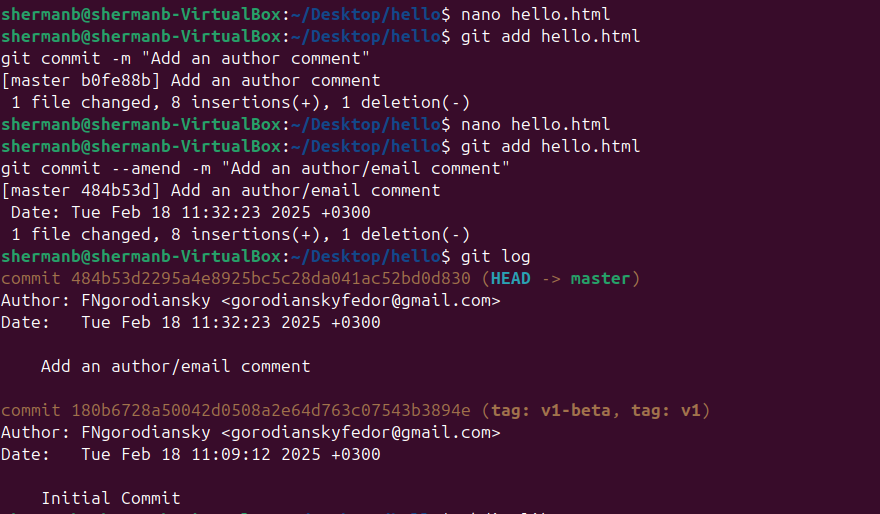 shermanb@shermanb-VirtualBox:~/Desktop/hello$ nano hello.html
shermanb@shermanb-VirtualBox:~/Desktop/hello$ git add hello.html
git commit -m "Add an author comment"
[master b0fe88b] Add an author comment
 1 file changed, 8 insertions(+), 1 deletion(-)
shermanb@shermanb-VirtualBox:~/Desktop/hello$ nano hello.html
shermanb@shermanb-VirtualBox:~/Desktop/hello$ git add hello.html
git commit --amend -m "Add an author/email comment"
[master 484b53d] Add an author/email comment
 Date: Tue Feb 18 11:32:23 2025 +0300
 1 file changed, 8 insertions(+), 1 deletion(-)
shermanb@shermanb-VirtualBox:~/Desktop/hello$ git log
commit 484b53d2295a4e8925bc5c28da041ac52bd0d830 (HEAD -> master)
Author: FNgorodiansky <gorodianskyfedor@gmail.com>
Date:   Tue Feb 18 11:32:23 2025 +0300

    Add an author/email comment

commit 180b6728a50042d0508a2e64d763c07543b3894e (tag: v1-beta, tag: v1)
Author: FNgorodiansky <gorodianskyfedor@gmail.com>
Date:   Tue Feb 18 11:09:12 2025 +0300

    Initial Commit